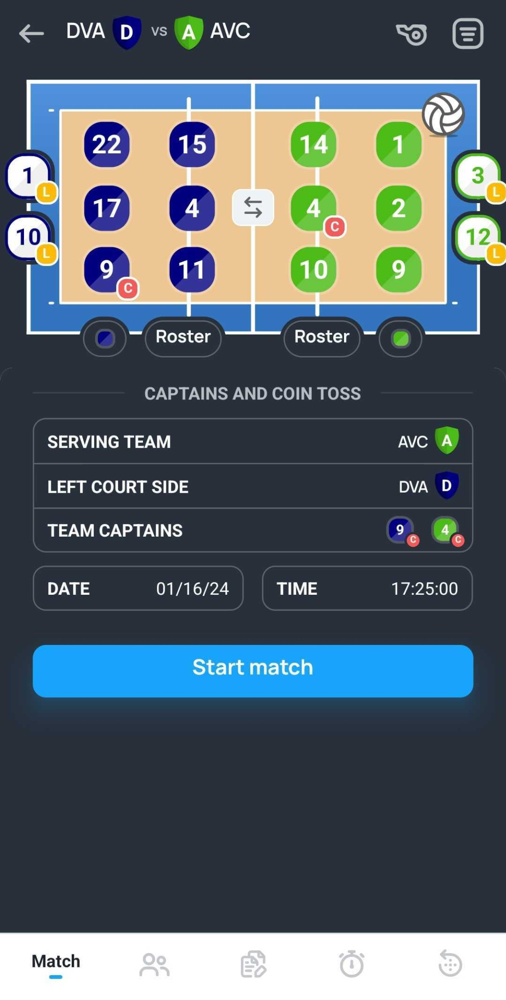 DVA D vs A AVC
22 15 14 1
1 L 3 L
17 4 4 C 2
10 L 12 L
9 C 11 10 9
Roster Roster
CAPTAINS AND COIN TOSS
SERVING TEAM AVC A
LEFT COURT SIDE DVA D
TEAM CAPTAINS 9 C 4 C
DATE 01/16/24 TIME 17:25:00
Start match
Match